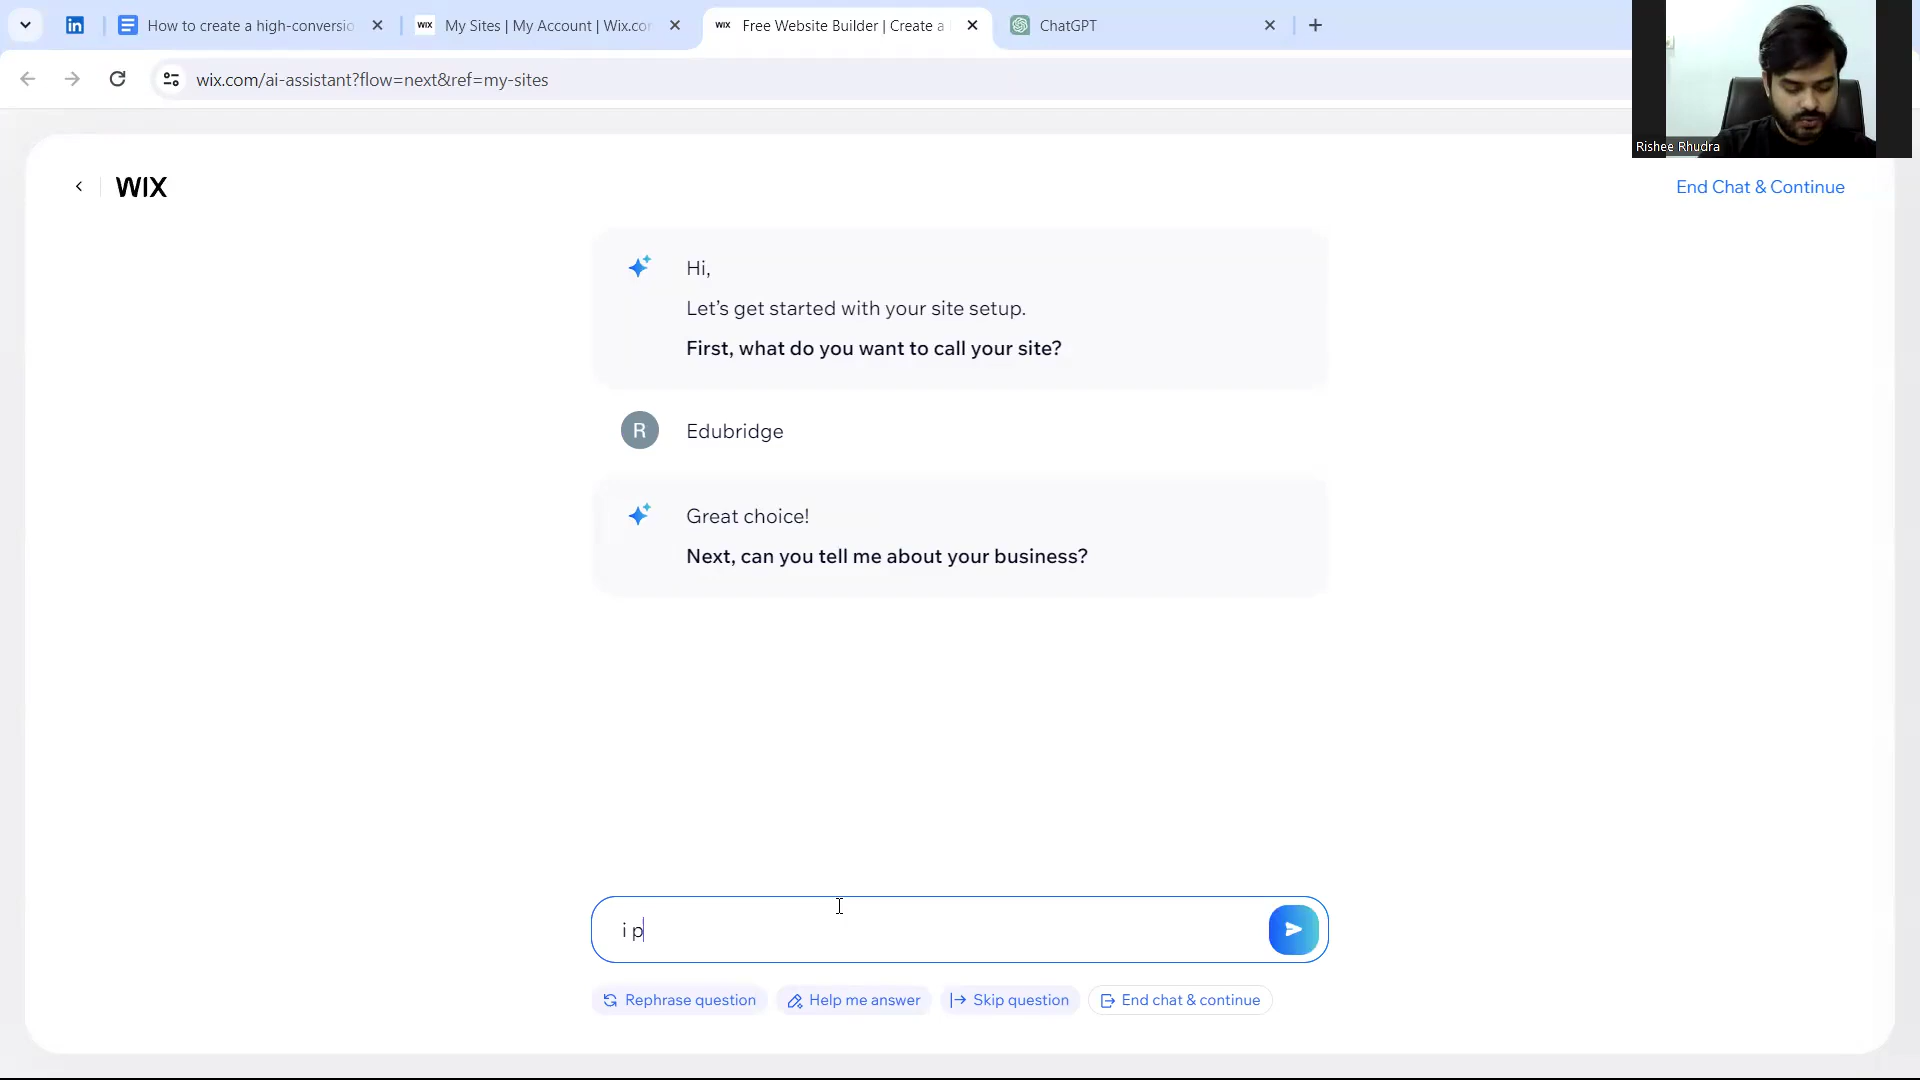 How to create a high-conversio
WIX
My Sites | My Account | Wix.cor
WIX
Free Website Builder | Create a
ChatGPT
wix.com/ai-assistant?flow=next&ref=my-sites
Rishee Rhudra
WIX
End Chat & Continue
Hi,
Let's get started with your site setup.
First, what do you want to call your site?
R
Edubridge
Great choice!
Next, can you tell me about your business?
i p
Rephrase question
Help me answer
Skip question
End chat & continue